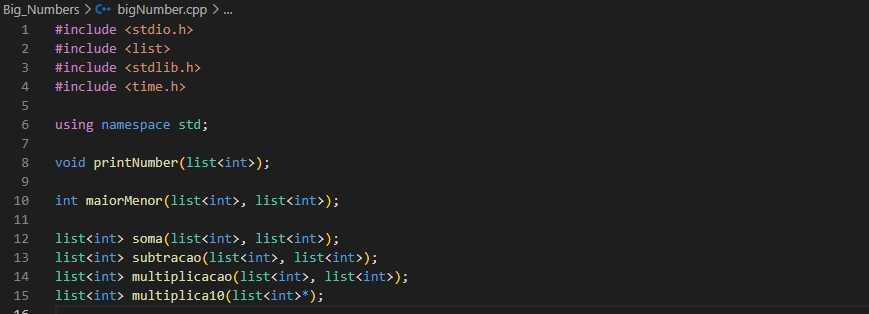 Big_Numbers > C++ bigNumber.cpp > ...
1 #include <stdio.h>
2 #include <list>
3 #include <stdlib.h>
4 #include <time.h>
5
6 using namespace std;
7
8 void printNumber(list<int>);
9
10 int maiorMenor(list<int>, list<int>);
11
12 list<int> soma(list<int>, list<int>);
13 list<int> subtracao(list<int>, list<int>);
14 list<int> multiplicacao(list<int>, list<int>);
15 list<int> multiplica10(list<int>*);
16